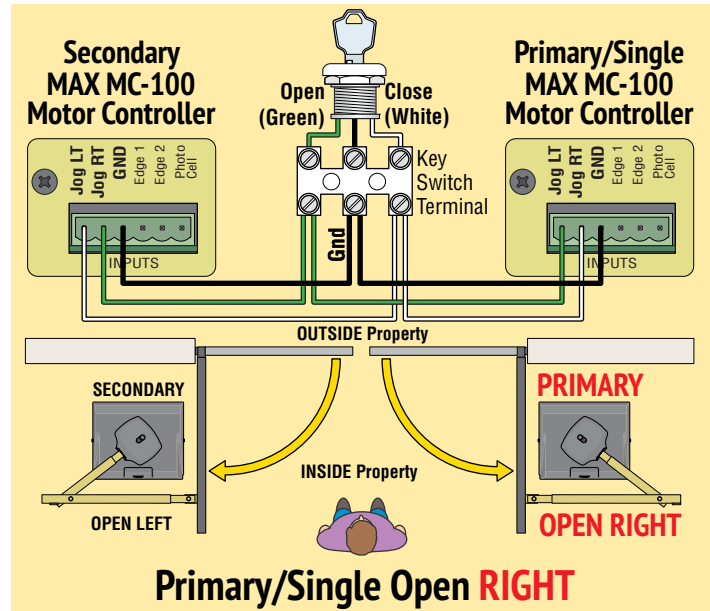 Secondary
MAX MC-100
Motor Controller
Jog LT
Jog RT
GND
Edge 1
Edge 2
Photo
Cell
INPUTS
Open
(Green)
Close
(White)
Key
Switch
Terminal
Gnd
Primary/Single
MAX MC-100
Motor Controller
Jog LT
Jog RT
GND
Edge 1
Edge 2
Photo
Cell
INPUTS
OUTSIDE Property
SECONDARY
PRIMARY
INSIDE Property
OPEN LEFT
OPEN RIGHT
Primary/Single Open RIGHT